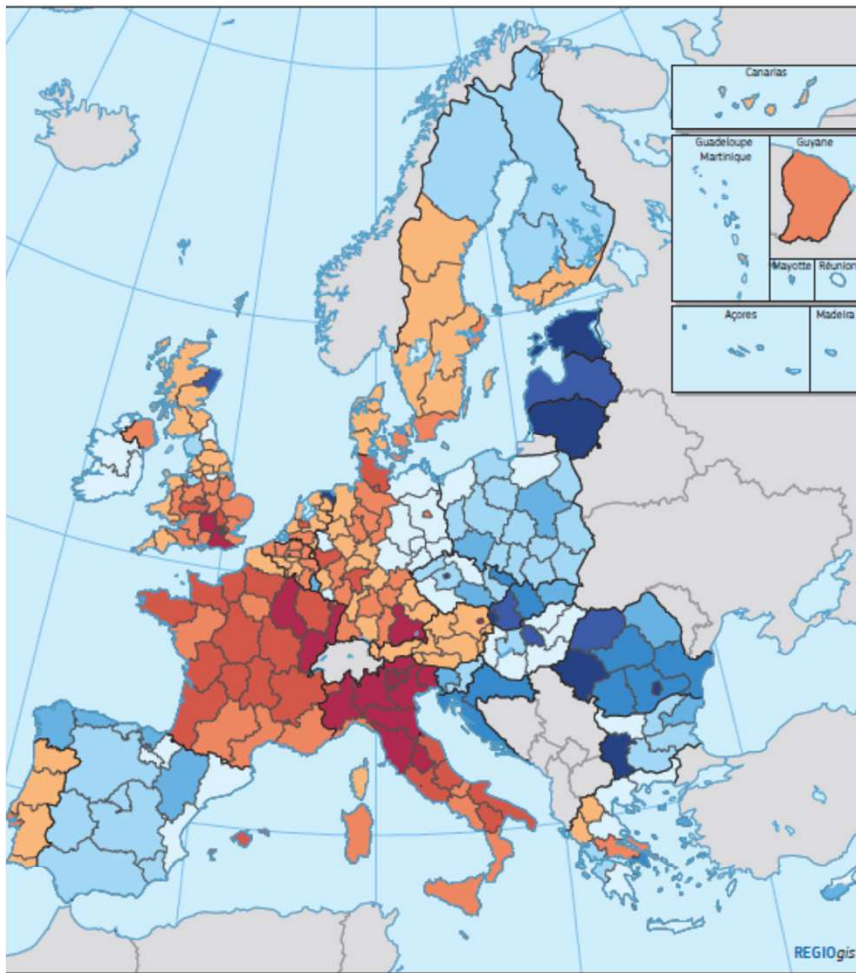 Canarias
Guadeloupe
Martinique
Guyane
Mayotte
Réunion
Açores
Madeira
REGIOgis